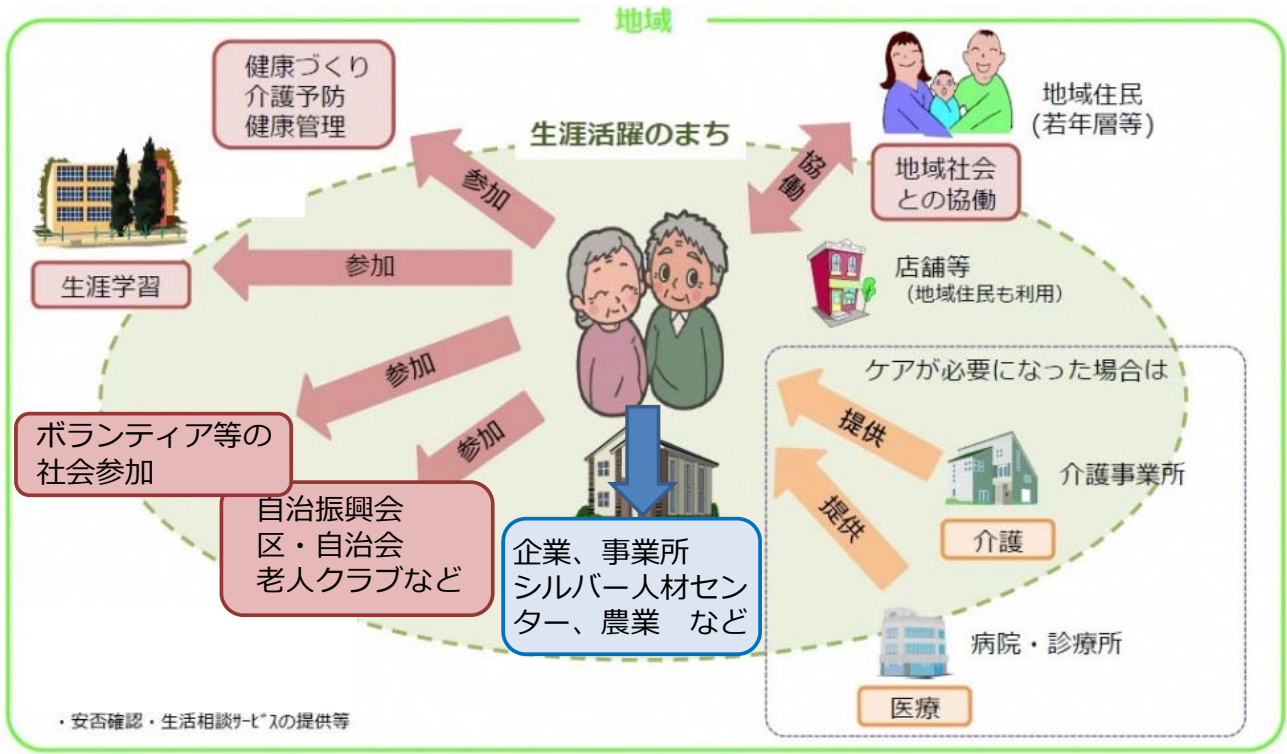 地域
健康づくり
介護予防
健康管理
生涯活躍のまち
地域住民
(若年層等)
参加
協働
地域社会
との協働
生涯学習
参加
店舗等
(地域住民も利用)
参加
ケアが必要になった場合は
ボランティア等の
社会参加
参加
提供
介護事業所
介護
自治振興会
区・自治会
老人クラブなど
企業、事業所
シルバー人材セン
ター、農業　など
提供
病院・診療所
医療
・安否確認・生活相談ｻｰﾋﾞｽの提供等